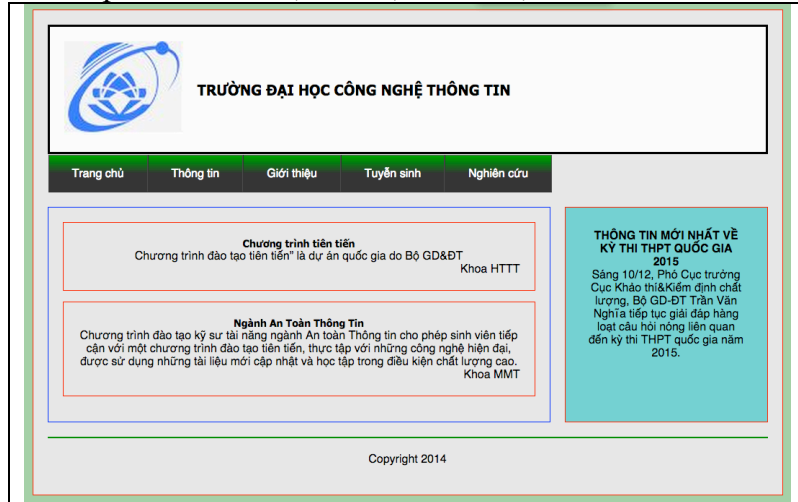 TRƯỜNG ĐẠI HỌC CÔNG NGHỆ THÔNG TIN
Trang chủ Thông tin Giới thiệu Tuyển sinh Nghiên cứu
Chương trình tiên tiến
Chương trình đào tạo tiên tiến" là dự án quốc gia do Bộ GD&ĐT
Khoa HTTT
Ngành An Toàn Thông Tin
Chương trình đào tạo kỹ sư tài năng ngành An toàn Thông tin cho phép sinh viên tiếp
cận với một chương trình đào tạo tiên tiến, thực tập với những công nghệ hiện đại,
được sử dụng những tài liệu mới cập nhật và học tập trong điều kiện chất lượng cao.
Khoa MMT
THÔNG TIN MỚI NHẤT VỀ
KỲ THI THPT QUỐC GIA
2015
Sáng 10/12, Phó Cục trưởng
Cục Khảo thí&Kiểm định chất
lượng, Bộ GD-ĐT Trần Văn
Nghĩa tiếp tục giải đáp hàng
loạt câu hỏi nóng liên quan
đến kỳ thi THPT quốc gia năm
2015.
Copyright 2014